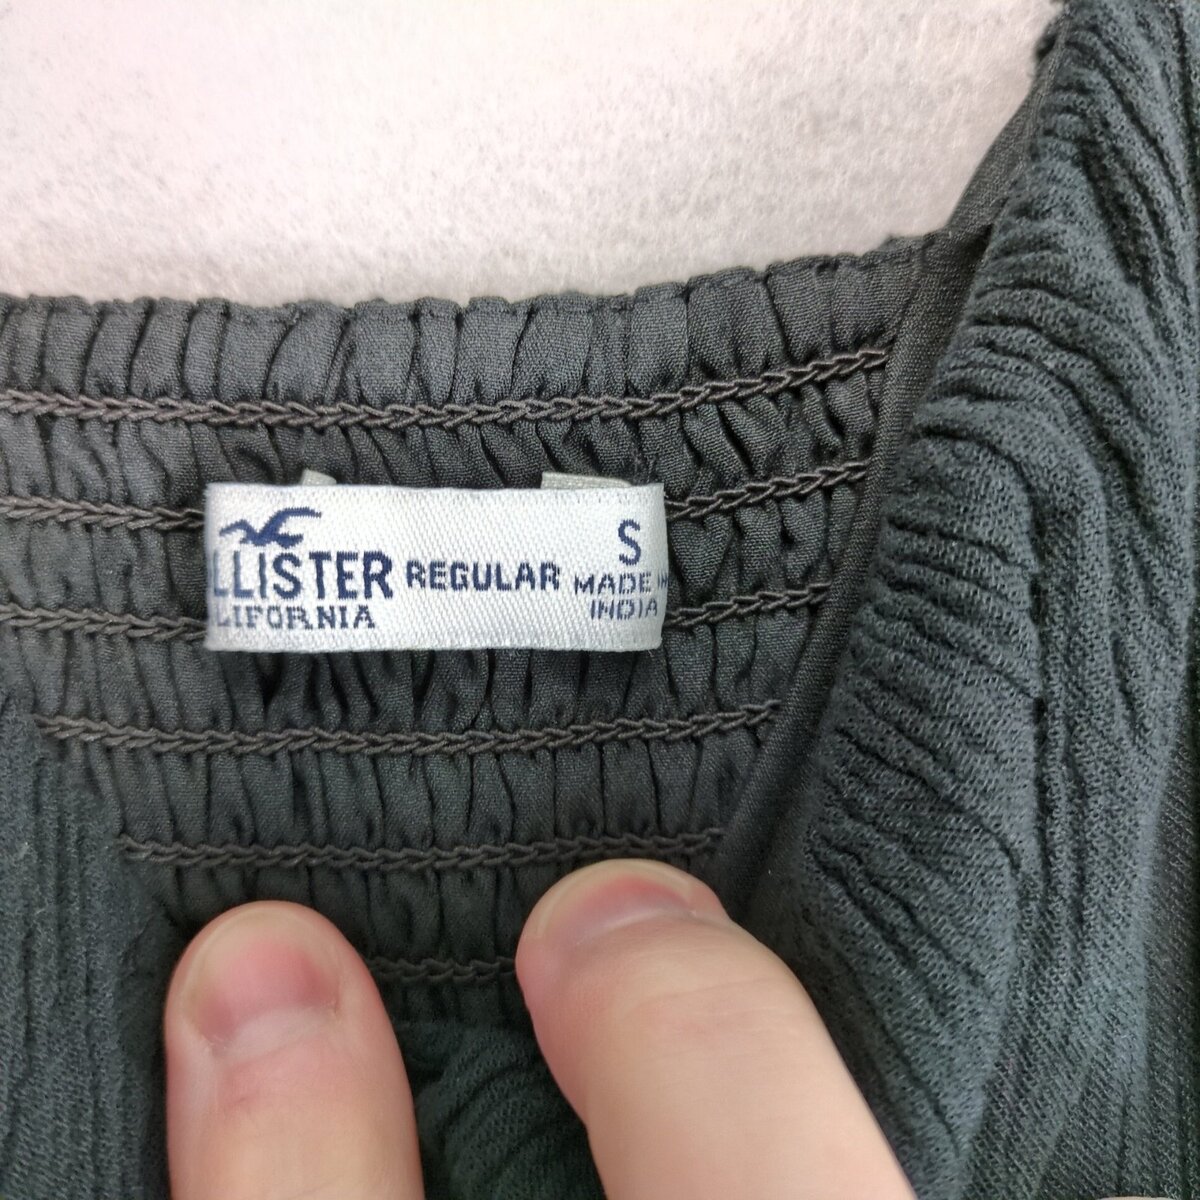 LLISTER
LIFORNIA
REGULAR
S
MADE IN
INDIA